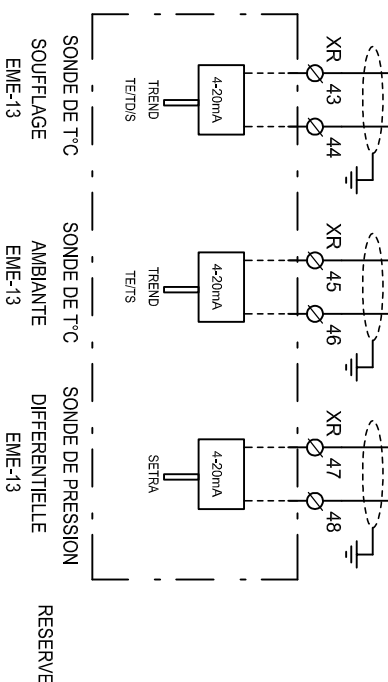 XR 43 44
4-20mA
TREND
TE/TD/S
SONDE DE T°C
SOUFFLAGE
EME-13
XR 45 46
4-20mA
TREND
TE/TS
SONDE DE T°C
AMBIANTE
EME-13
XR 47 48
4-20mA
SETRA
SONDE DE PRESSION
DIFFERENTIELLE
EME-13
RESERVE